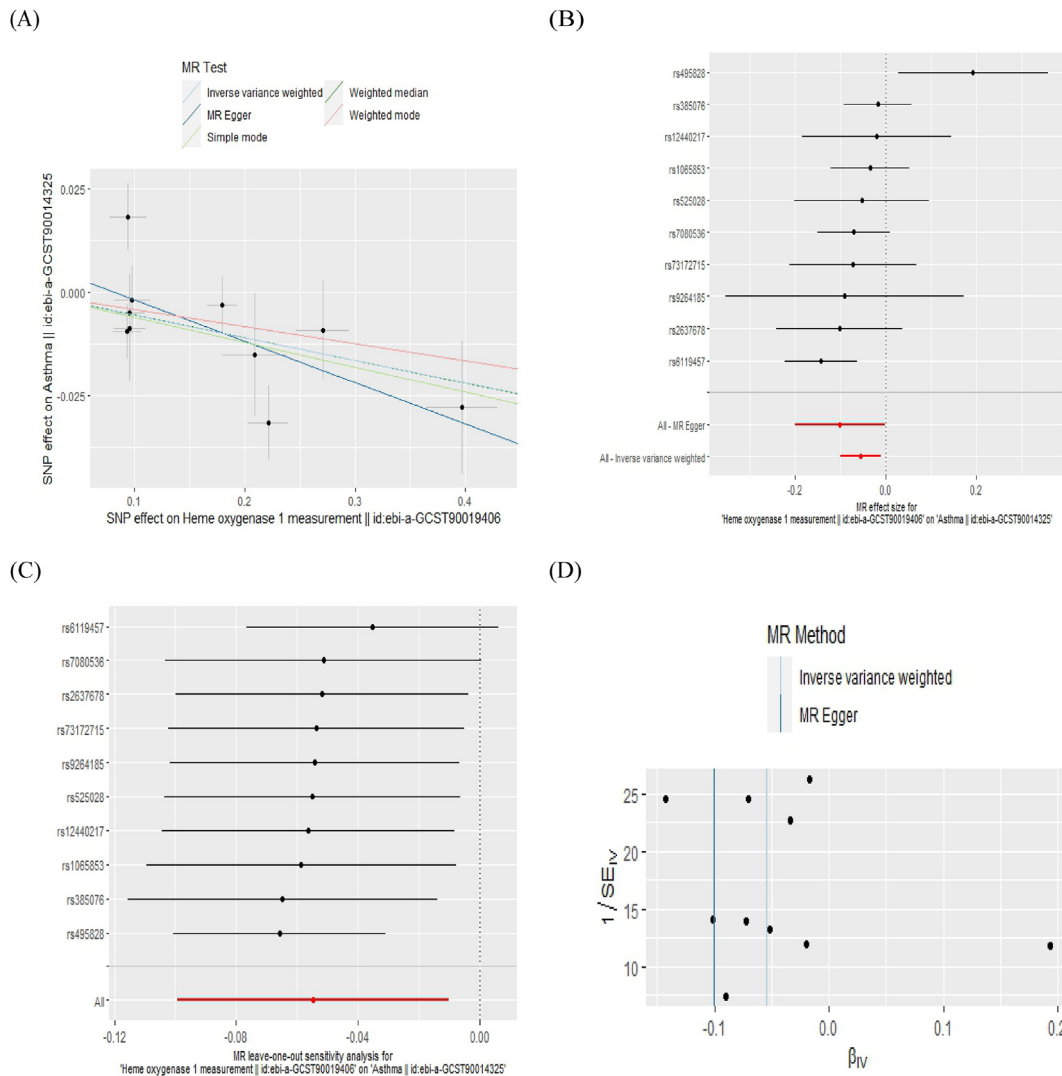 (A)
MR Test
Inverse variance weighted
Weighted median
MR Egger
Weighted mode
Simple mode
SNP effect on Asthma || id:ebi-a-GCST90014325
0.025
0.000
-0.025
0.1 0.2 0.3 0.4
SNP effect on Heme oxygenase 1 measurement || id:ebi-a-GCST90019406
(B)
rs495828
rs385076
rs12440217
rs1065853
rs525028
rs7080536
rs73172715
rs9264185
rs2637678
rs6119457
All - MR Egger
All - Inverse variance weighted
-0.2 0.0 0.2
MR effect size for
'Heme oxygenase 1 measurement || id:ebi-a-GCST90019406' on 'Asthma || id:ebi-a-GCST90014325'
(C)
rs6119457
rs7080536
rs2637678
rs73172715
rs9264185
rs525028
rs12440217
rs1065853
rs385076
rs495828
All
-0.12 -0.08 -0.04 0.00
MR leave-one-out sensitivity analysis for
'Heme oxygenase 1 measurement || id:ebi-a-GCST90019406' on 'Asthma || id:ebi-a-GCST90014325'
(D)
MR Method
Inverse variance weighted
MR Egger
1 / SE_IV
25
20
15
10
-0.1 0.0 0.1 0.2
β_IV